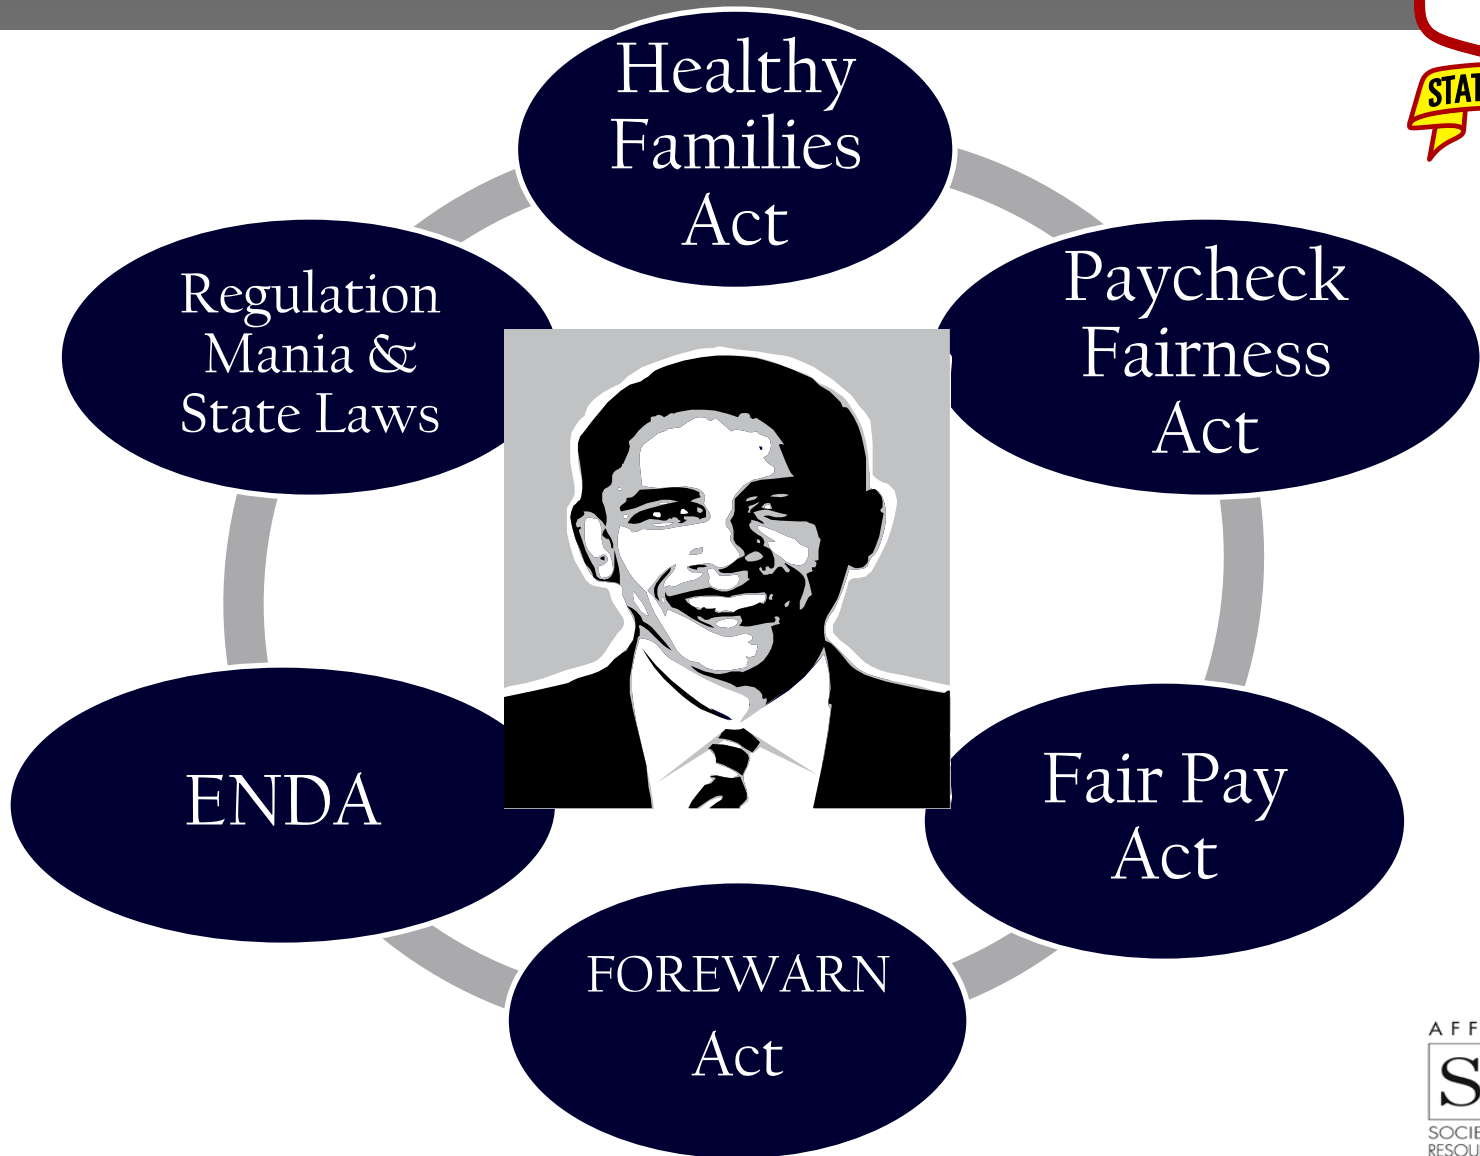 Healthy
Families
Act
Regulation
Mania &
State Laws
Paycheck
Fairness
Act
ENDA
Fair Pay
Act
FOREWARN
Act